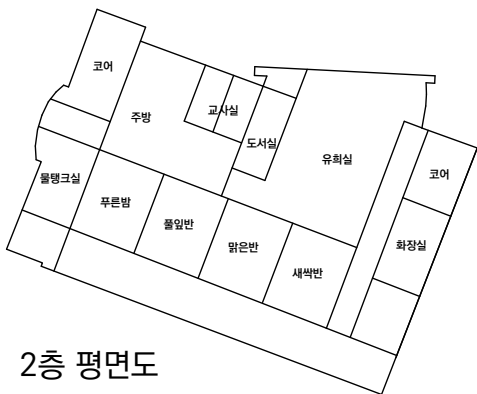 코어
주방
교사실
도서실
유희실
코어
물탱크실
푸른밤
풀잎반
맑은반
새싹반
화장실
2층 평면도